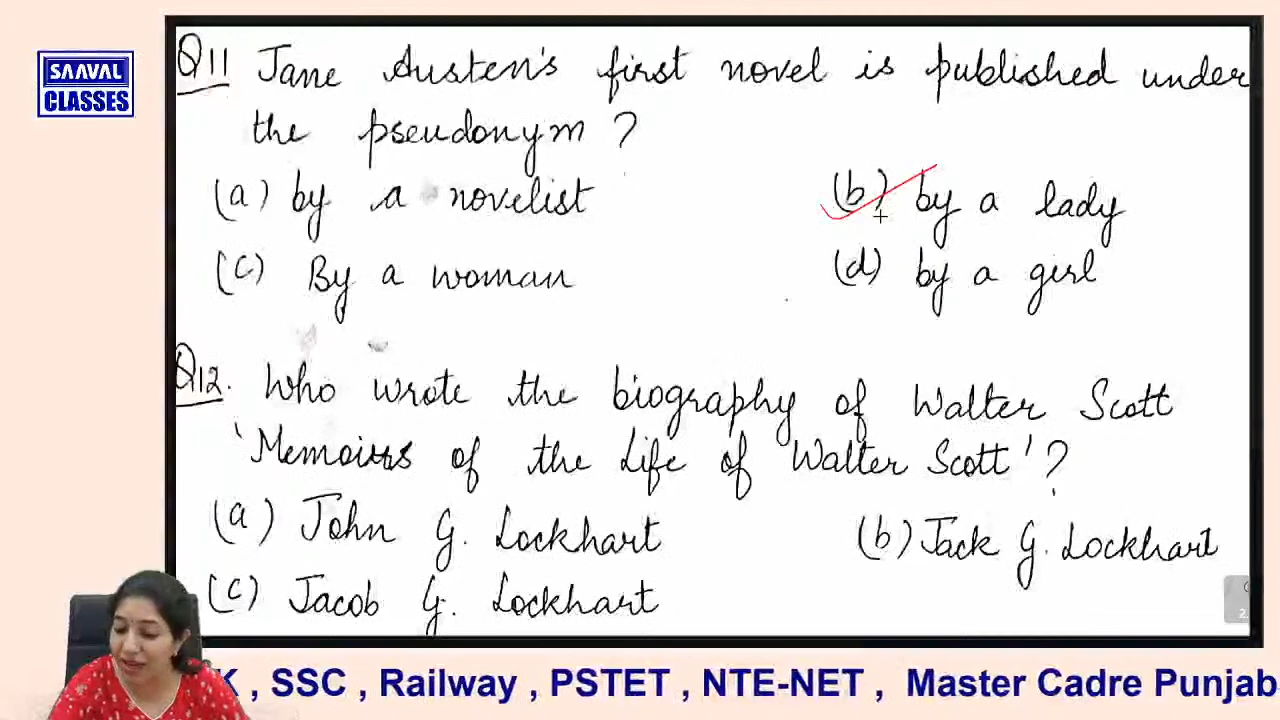 SAAVAL
CLASSES
Q11 Jane Austen's first novel is published under
the pseudonym ?
(a) by a novelist
(b) by a lady
(c) By a woman
(d) by a girl
Q12. Who wrote the biography of Walter Scott
'Memoirs of the Life of Walter Scott' ?
(a) John G. Lockhart
(b) Jack G. Lockhart
(c) Jacob G. Lockhart
K , SSC , Railway , PSTET , NTE-NET , Master Cadre Punjab